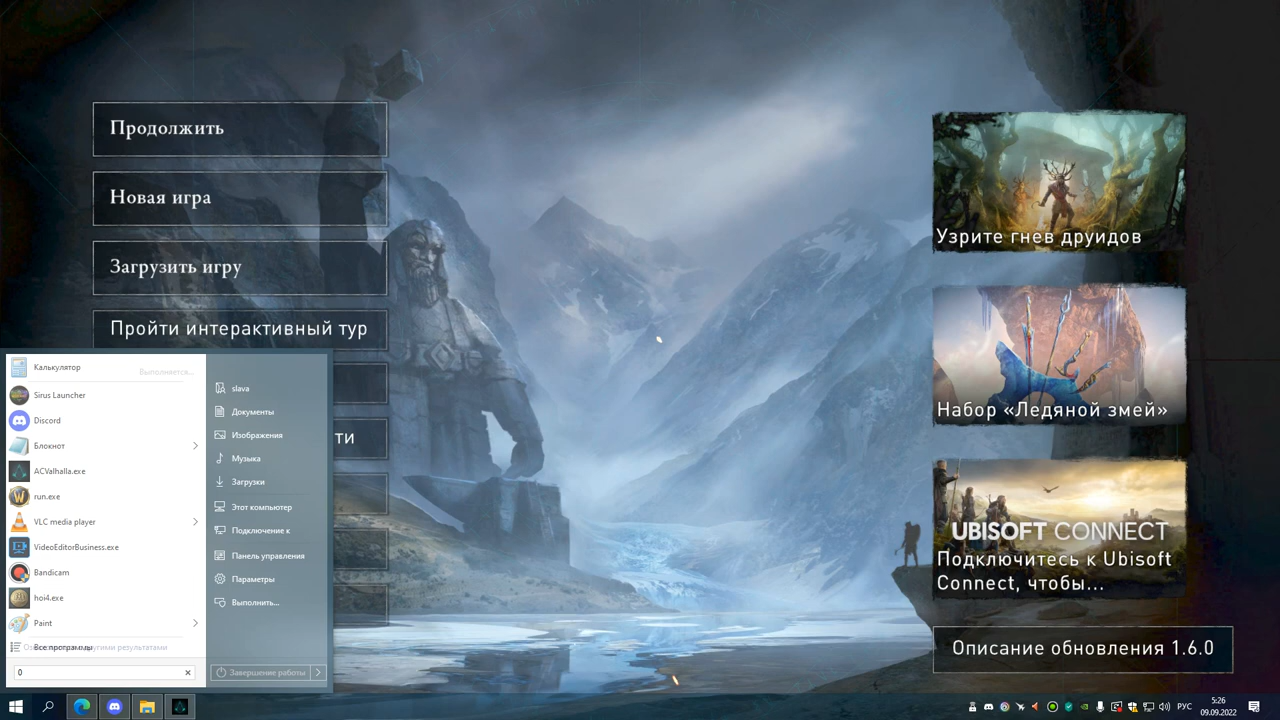 Продолжить
Новая игра
Загрузить игру
Пройти интерактивный тур
ти
Узрите гнев друидов
Набор «Ледяной змей»
UBISOFT CONNECT
Подключитесь к Ubisoft
Connect, чтобы...
Описание обновления 1.6.0
Калькулятор
Выполняется...
Sirus Launcher
Discord
Блокнот
ACValhalla.exe
run.exe
VLC media player
VideoEditorBusiness.exe
Bandicam
hoi4.exe
Paint
Все программы
другими результатами
0
slava
Документы
Изображения
Музыка
Загрузки
Этот компьютер
Подключение к
Панель управления
Параметры
Выполнить...
Завершение работы
РУС
5:26
09.09.2022